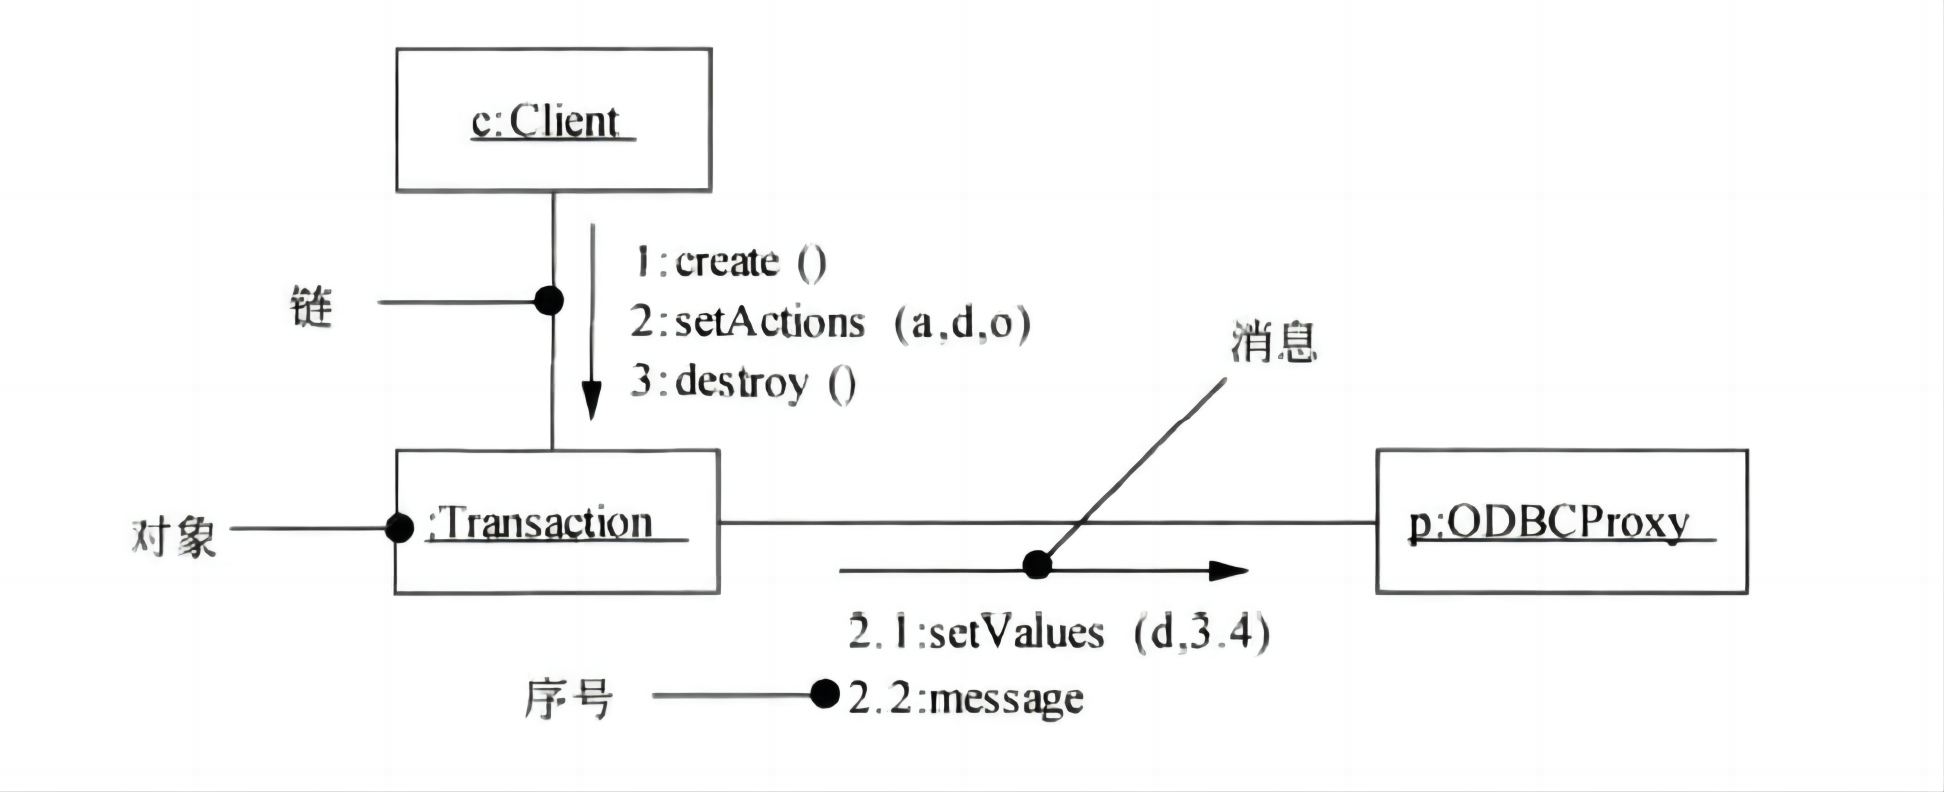 c:Client
链
1:create ()
2:setActions (a,d,o)
3:destroy ()
消息
对象
:Transaction
p:ODBCProxy
2.1:setValues (d,3.4)
序号
2.2:message